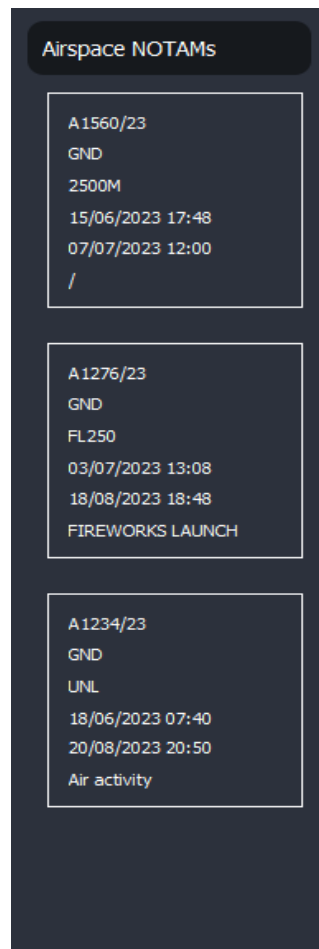 Airspace NOTAMs
A1560/23
GND
2500M
15/06/2023 17:48
07/07/2023 12:00
/
A1276/23
GND
FL250
03/07/2023 13:08
18/08/2023 18:48
FIREWORKS LAUNCH
A1234/23
GND
UNL
18/06/2023 07:40
20/08/2023 20:50
Air activity